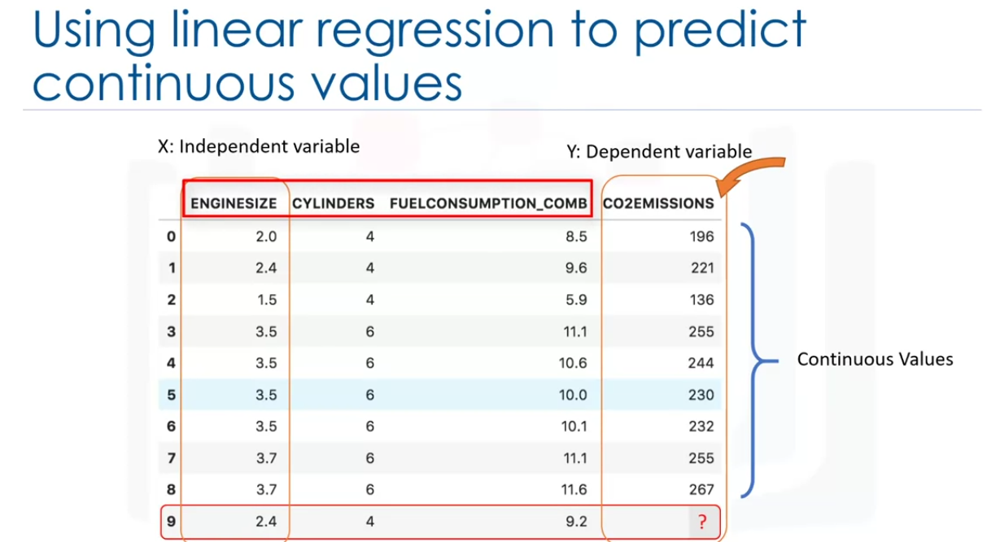 Using linear regression to predict
continuous values
X: Independent variable
Y: Dependent variable
ENGINESIZE CYLINDERS FUELCONSUMPTION_COMB CO2EMISSIONS
0 2.0 4 8.5 196
1 2.4 4 9.6 221
2 1.5 4 5.9 136
3 3.5 6 11.1 255
4 3.5 6 10.6 244
5 3.5 6 10.0 230
6 3.5 6 10.1 232
7 3.7 6 11.1 255
8 3.7 6 11.6 267
9 2.4 4 9.2 ?
Continuous Values